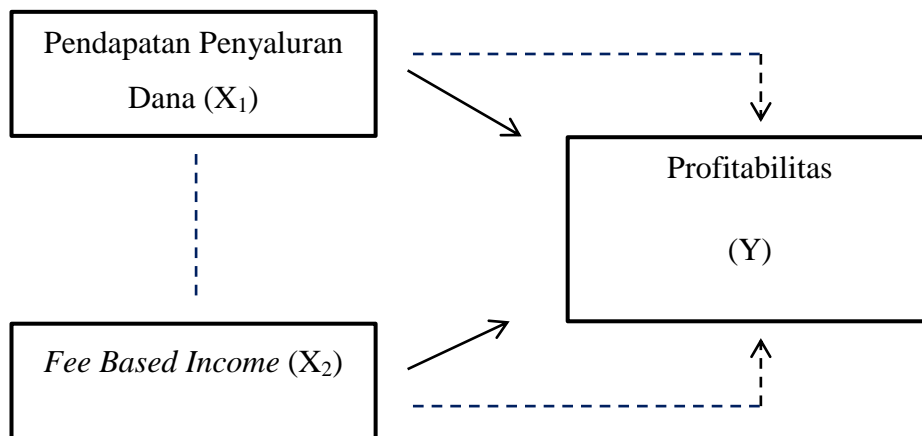 Pendapatan Penyaluran
Dana (X₁)
Profitabilitas
(Y)
Fee Based Income (X₂)